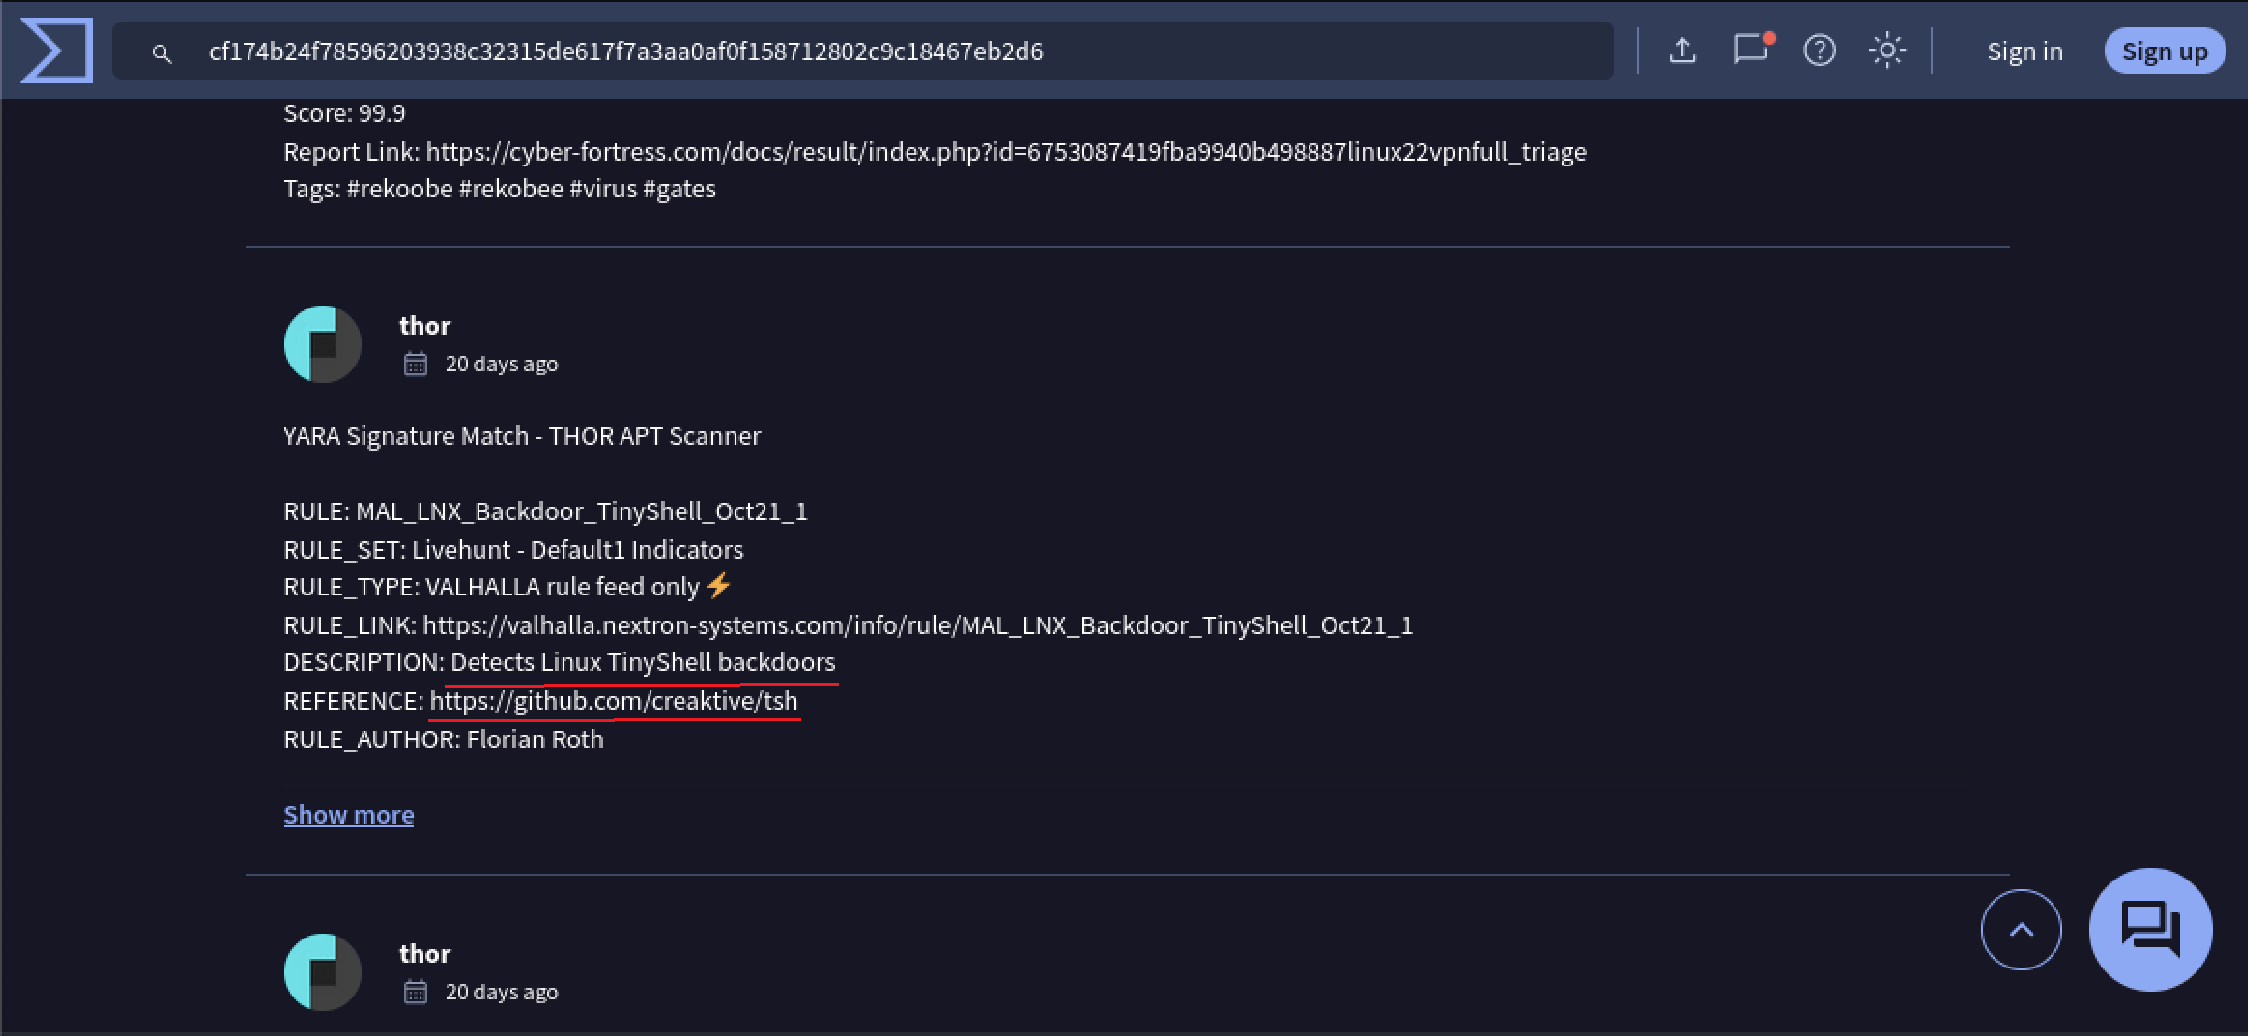 cf174b24f78596203938c32315de617f7a3aa0af0f158712802c9c18467eb2d6
Sign in
Sign up
Score: 99.9
Report Link: https://cyber-fortress.com/docs/result/index.php?id=6753087419fba9940b498887linux22vpnfull_triage
Tags: #rekoobe #rekobee #virus #gates
thor
20 days ago
YARA Signature Match - THOR APT Scanner
RULE: MAL_LNX_Backdoor_TinyShell_Oct21_1
RULE_SET: Livehunt - Default1 Indicators
RULE_TYPE: VALHALLA rule feed only ⚡
RULE_LINK: https://valhalla.nextron-systems.com/info/rule/MAL_LNX_Backdoor_TinyShell_Oct21_1
DESCRIPTION: Detects Linux TinyShell backdoors
REFERENCE: https://github.com/creaktive/tsh
RULE_AUTHOR: Florian Roth
Show more
thor
20 days ago